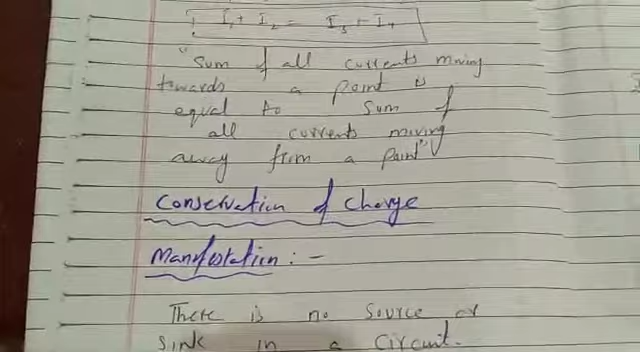 I₁ + I₂ = I₃ + I₄
"Sum of all currents moving
towards a point is
equal to sum of
all currents moving
away from a point"
Conservation of charge
Manifestation : -
There is no source or
sink in a circuit.